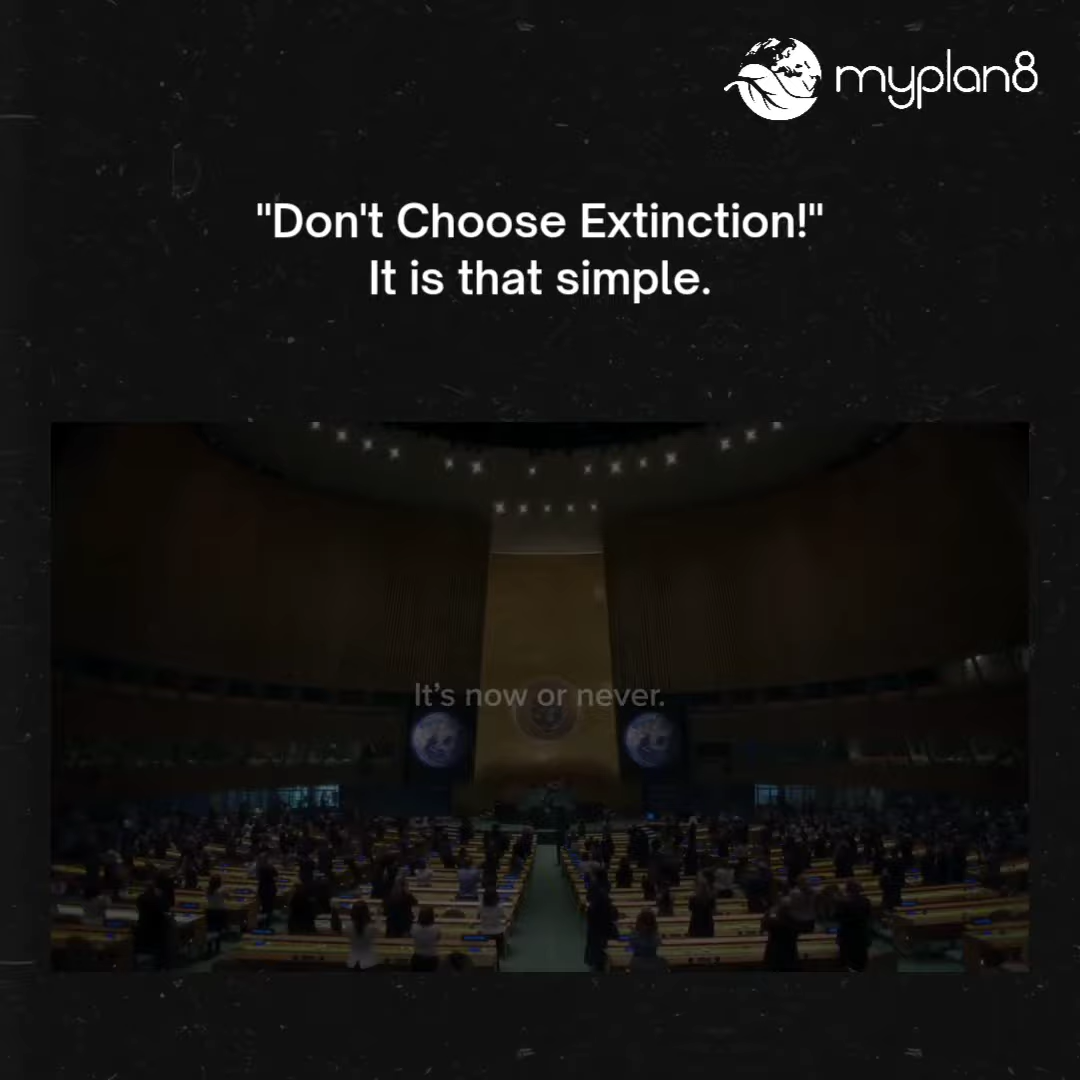 myplan8
"Don't Choose Extinction!"
It is that simple.
It’s now or never.